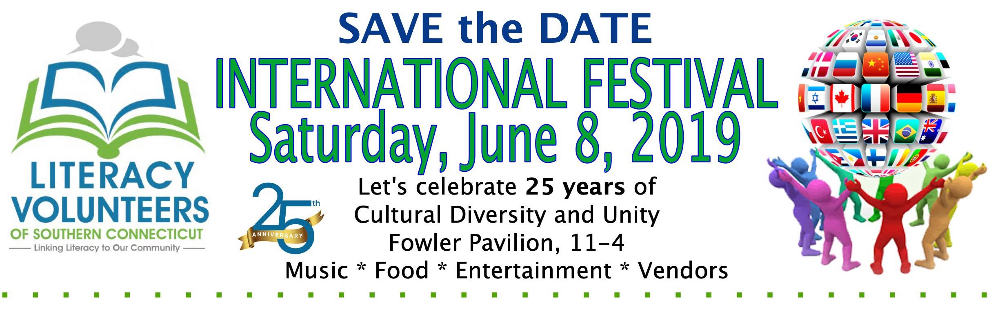 SAVE the DATE
INTERNATIONAL FESTIVAL
Saturday, June 8, 2019
LITERACY
VOLUNTEERS
OF SOUTHERN CONNECTICUT
Linking Literacy to Our Community
25th
ANNIVERSARY
Let's celebrate 25 years of
Cultural Diversity and Unity
Fowler Pavilion, 11-4
Music * Food * Entertainment * Vendors